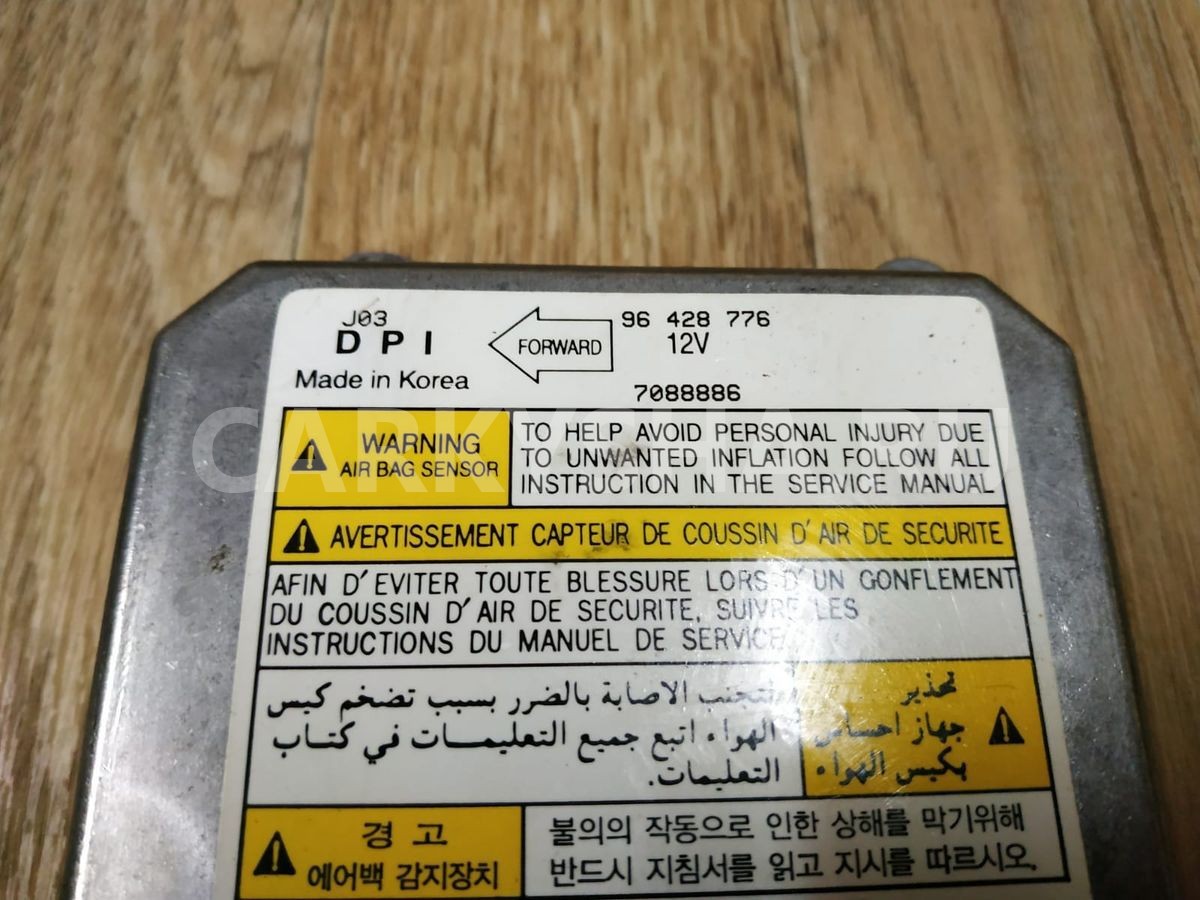 J03
D P I
Made in Korea
FORWARD
96 428 776
12V
7088886
WARNING
AIR BAG SENSOR
TO HELP AVOID PERSONAL INJURY DUE
TO UNWANTED INFLATION FOLLOW ALL
INSTRUCTION IN THE SERVICE MANUAL
AVERTISSEMENT CAPTEUR DE COUSSIN D'AIR DE SECURITE
AFIN D'EVITER TOUTE BLESSURE LORS D'UN GONFLEMENT
DU COUSSIN D'AIR DE SECURITE, SUIVRE LES
INSTRUCTIONS DU MANUEL DE SERVICE
تحذير
جهاز احساس
بكيس الهواء
لتجنب الاصابة بالضرر بسبب تضخم كبس
الهواء اتبع جميع التعليمات في كتاب
التعليمات.
경 고
에어백 감지장치
불의의 작동으로 인한 상해를 막기위해
반드시 지침서를 읽고 지시를 따르시오.